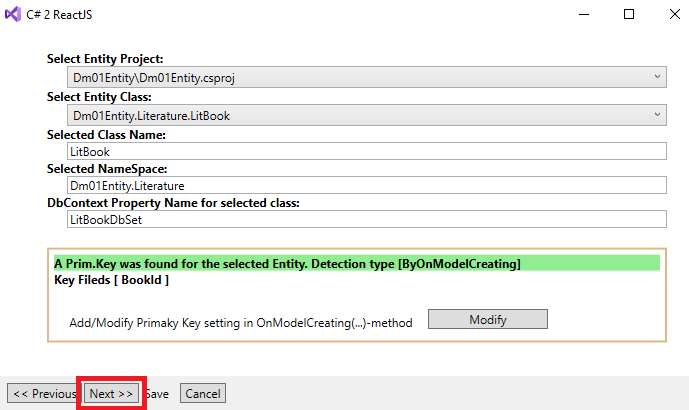 C# 2 ReactJS
Select Entity Project:
Dm01Entity\Dm01Entity.csproj
Select Entity Class:
Dm01Entity.Literature.LitBook
Selected Class Name:
LitBook
Selected NameSpace:
Dm01Entity.Literature
DbContext Property Name for selected class:
LitBookDbSet
A Prim.Key was found for the selected Entity. Detection type [ByOnModelCreating]
Key Fileds [ BookId ]
Add/Modify Primaky Key setting in OnModelCreating(...)-method Modify
<< Previous Next >> Save Cancel